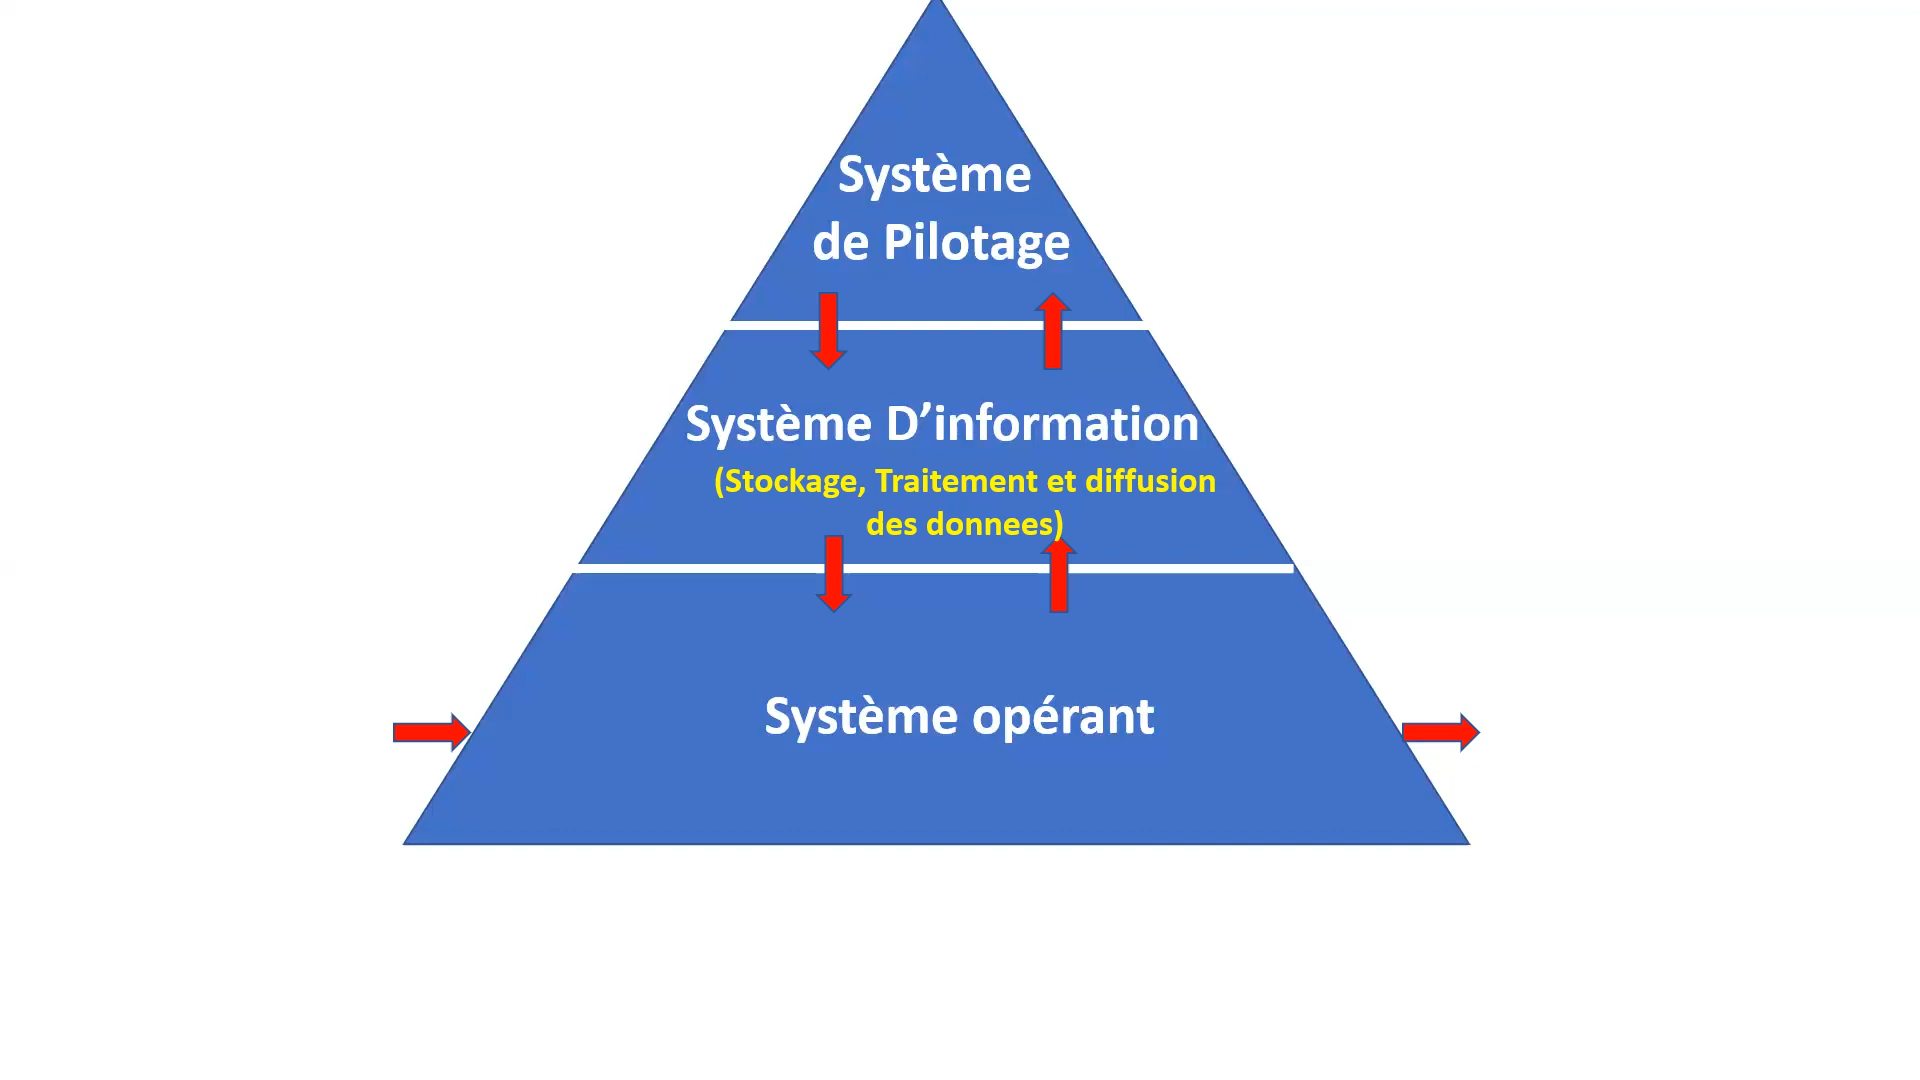 Système
de Pilotage
Système D’information
(Stockage, Traitement et diffusion
des donnees)
Système opérant